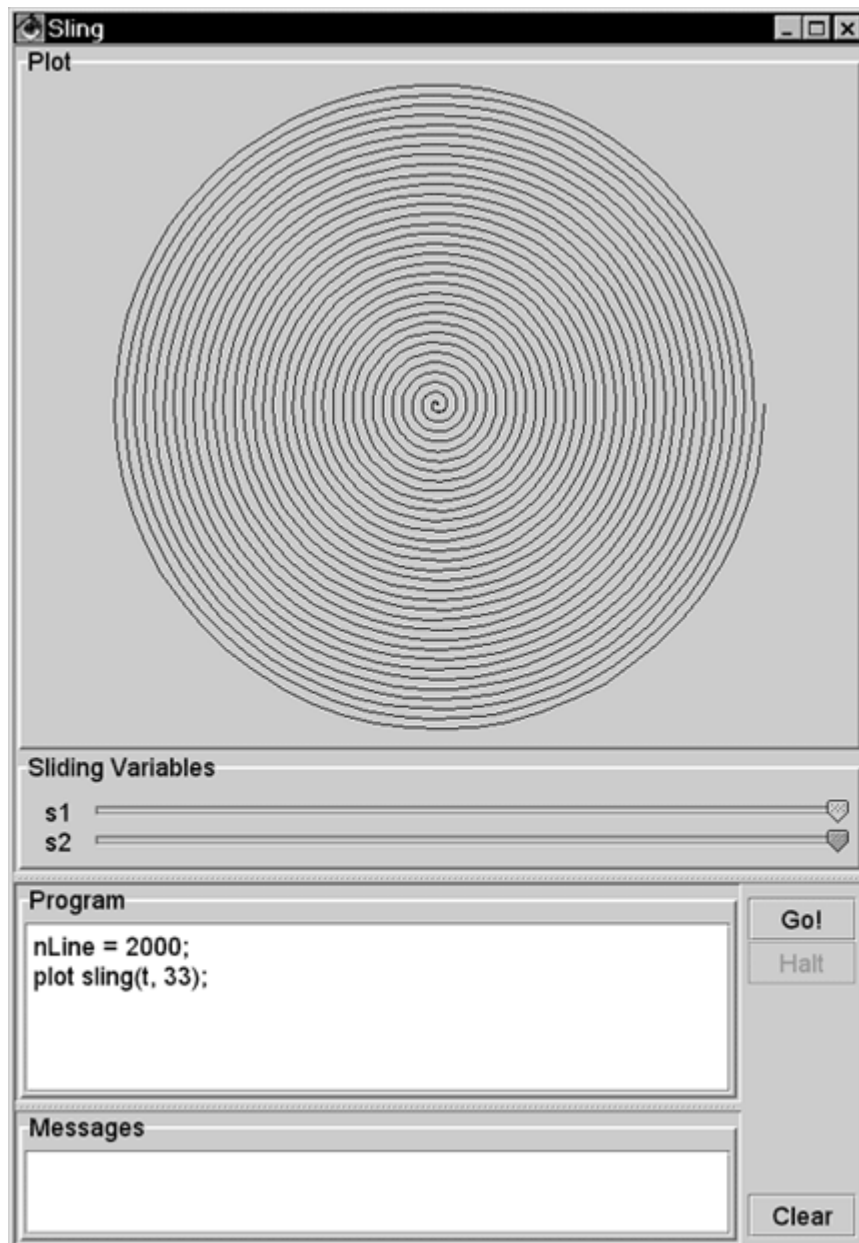 Sling
Plot
Sliding Variables
s1
s2
Program
nLine = 2000;
plot sling(t, 33);
Go!
Halt
Messages
Clear